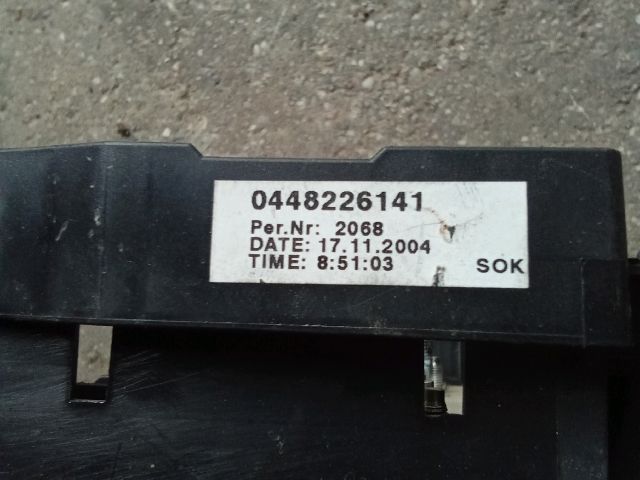 0448226141
Per.Nr: 2068
DATE: 17.11.2004
TIME: 8:51:03 SOK